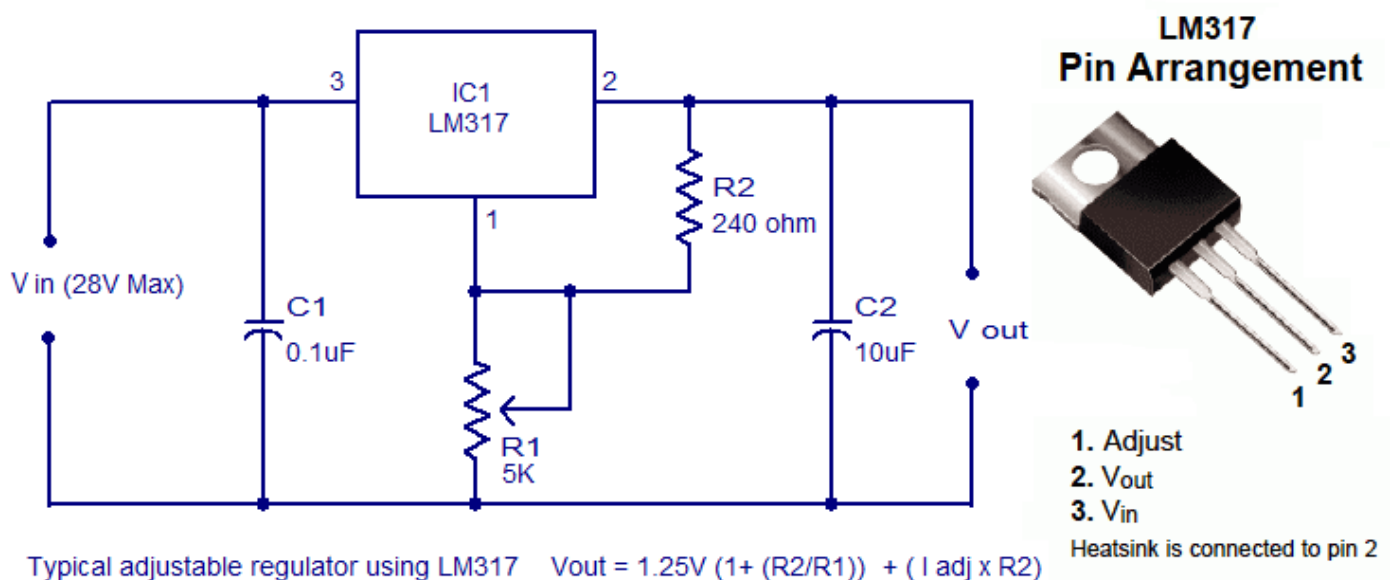 LM317
Pin Arrangement
3
IC1
LM317
2
1
R2
240 ohm
V in (28V Max)
C1
0.1uF
R1
5K
C2
10uF
V out
1
2
3
1. Adjust
2. Vout
3. Vin
Heatsink is connected to pin 2
Typical adjustable regulator using LM317 Vout = 1.25V (1+ (R2/R1)) + ( I adj x R2)